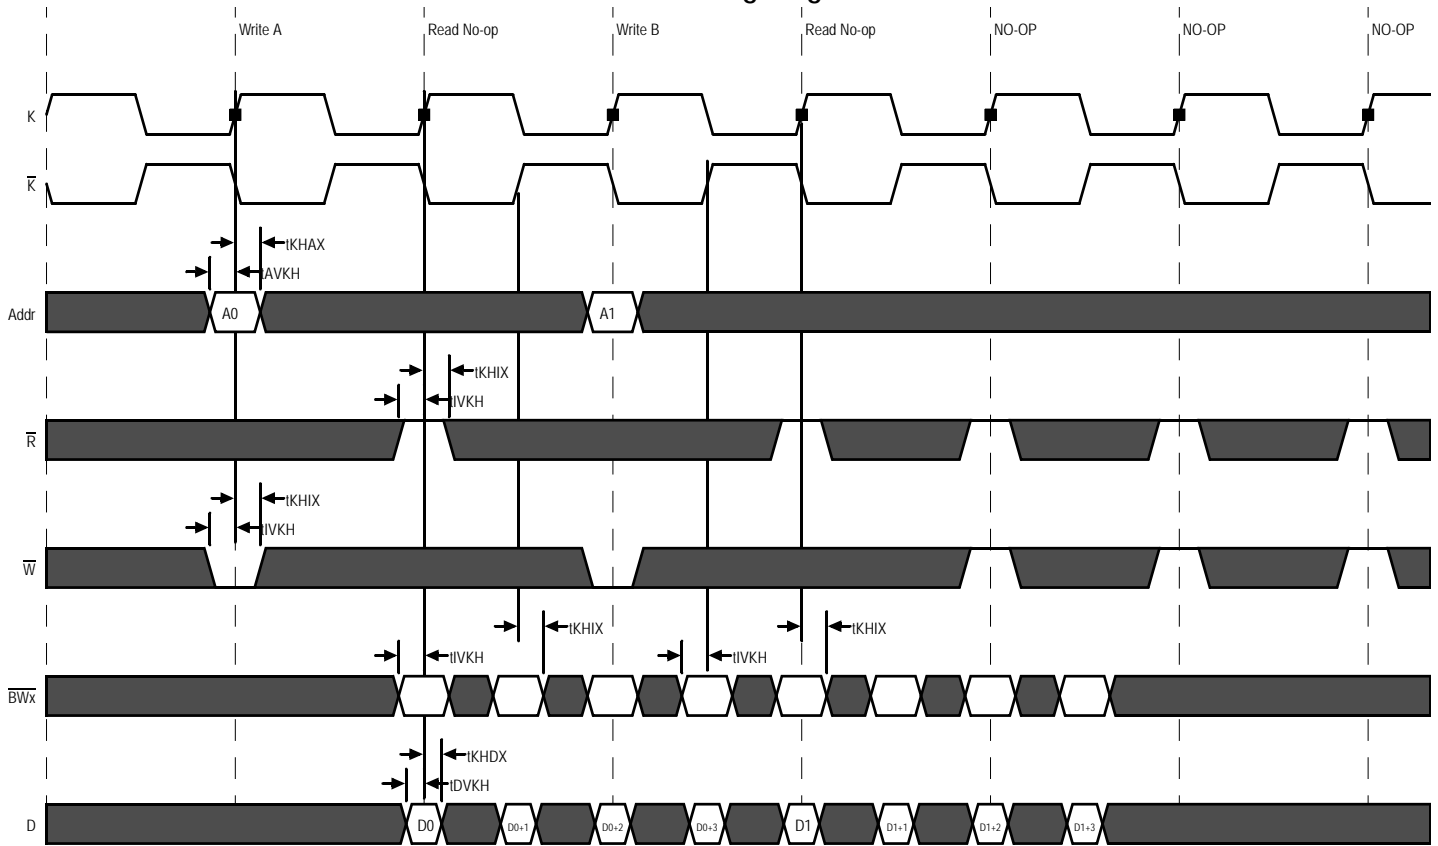 Write A
Read No-op
Write B
Read No-op
NO-OP
NO-OP
NO-OP
K
K
tKHAX
tAVKH
Addr
A0
A1
tKHIX
tIVKH
R
tKHIX
tIVKH
W
tKHIX
tKHIX
tIVKH
tIVKH
BWx
tKHDX
tDVKH
D
D0
D0+1
D0+2
D0+3
D1
D1+1
D1+2
D1+3